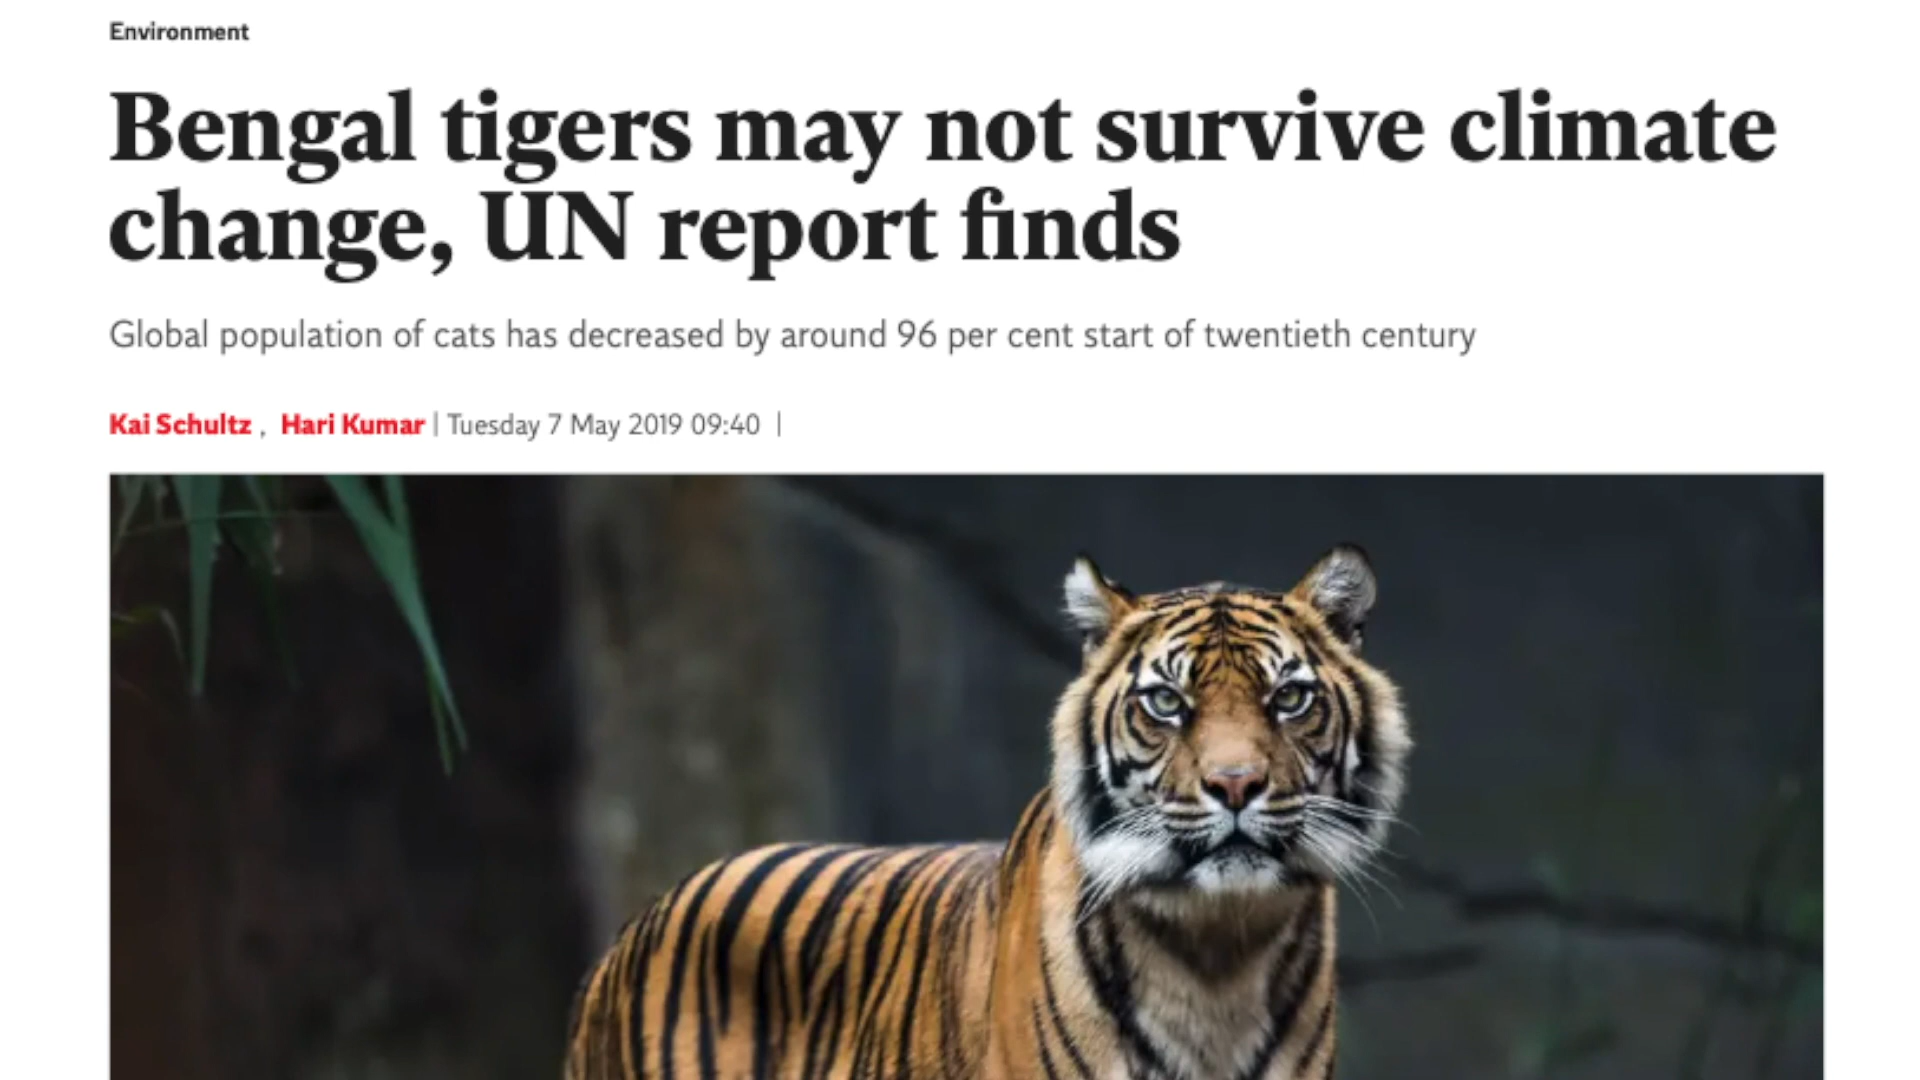 Environment
Bengal tigers may not survive climate
change, UN report finds
Global population of cats has decreased by around 96 per cent start of twentieth century
Kai Schultz , Hari Kumar | Tuesday 7 May 2019 09:40 |